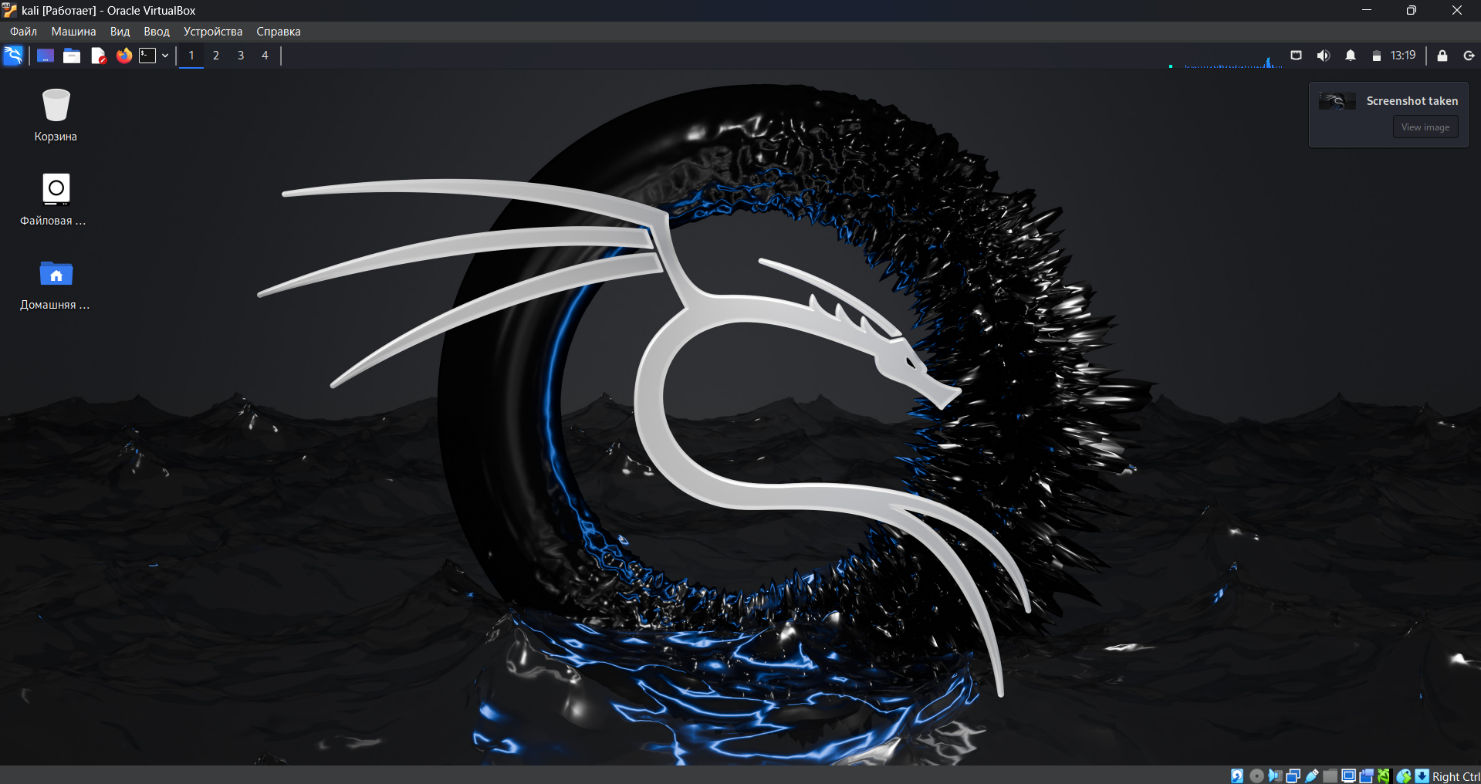 kali [Работает] - Oracle VirtualBox
Файл Машина Вид Ввод Устройства Справка
1 2 3 4
13:19
Screenshot taken
View image
Корзина
Файловая ...
Домашняя ...
Right Ctrl